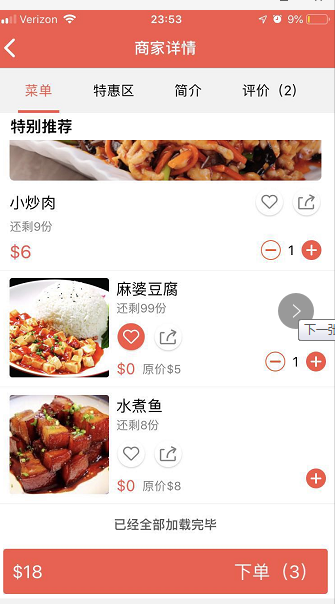 Verizon 23:53 9%
商家详情
菜单 特惠区 简介 评价（2）
特别推荐
小炒肉
还剩9份
$6 1
麻婆豆腐
还剩99份
下一张
$0 原价$5 1
水煮鱼
还剩8份
$0 原价$8
已经全部加载完毕
$18 下单（3）